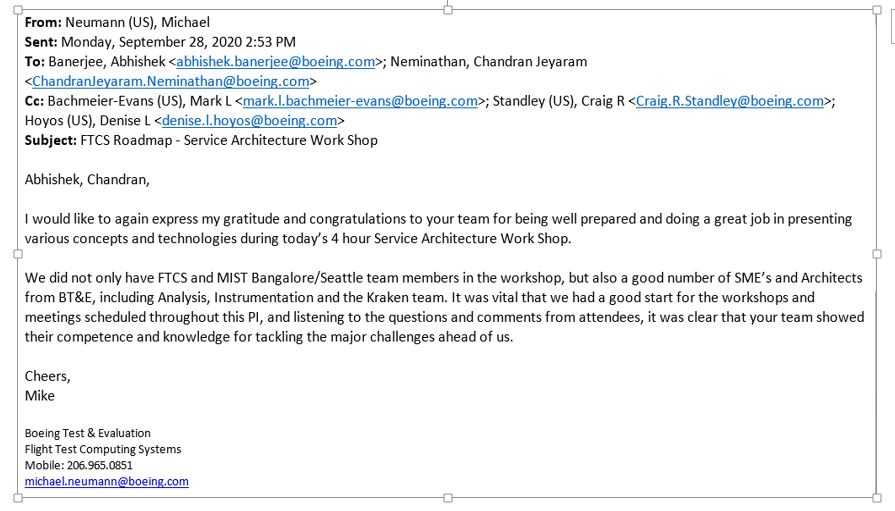 From: Neumann (US), Michael
Sent: Monday, September 28, 2020 2:53 PM
To: Banerjee, Abhishek <abhishek.banerjee@boeing.com>; Neminathan, Chandran Jeyaram
<ChandranJeyaram.Neminathan@boeing.com>
Cc: Bachmeier-Evans (US), Mark L <mark.l.bachmeier-evans@boeing.com>; Standley (US), Craig R <Craig.R.Standley@boeing.com>;
Hoyos (US), Denise L <denise.l.hoyos@boeing.com>
Subject: FTCS Roadmap - Service Architecture Work Shop
Abhishek, Chandran,
I would like to again express my gratitude and congratulations to your team for being well prepared and doing a great job in presenting
various concepts and technologies during today's 4 hour Service Architecture Work Shop.
We did not only have FTCS and MIST Bangalore/Seattle team members in the workshop, but also a good number of SME's and Architects
from BT&E, including Analysis, Instrumentation and the Kraken team. It was vital that we had a good start for the workshops and
meetings scheduled throughout this PI, and listening to the questions and comments from attendees, it was clear that your team showed
their competence and knowledge for tackling the major challenges ahead of us.
Cheers,
Mike
Boeing Test & Evaluation
Flight Test Computing Systems
Mobile: 206.965.0851
michael.neumann@boeing.com